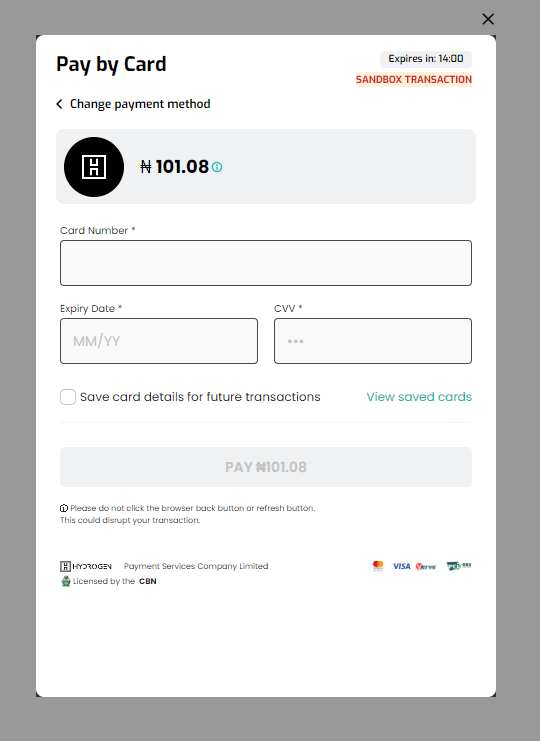 Pay by Card
Expires in: 14:00
SANDBOX TRANSACTION
Change payment method
₦ 101.08
Card Number *
Expiry Date *
CVV *
MM/YY
Save card details for future transactions
View saved cards
PAY ₦101.08
Please do not click the browser back button or refresh button.
This could disrupt your transaction.
HYDROGEN Payment Services Company Limited
VISA Verve
Licensed by the CBN